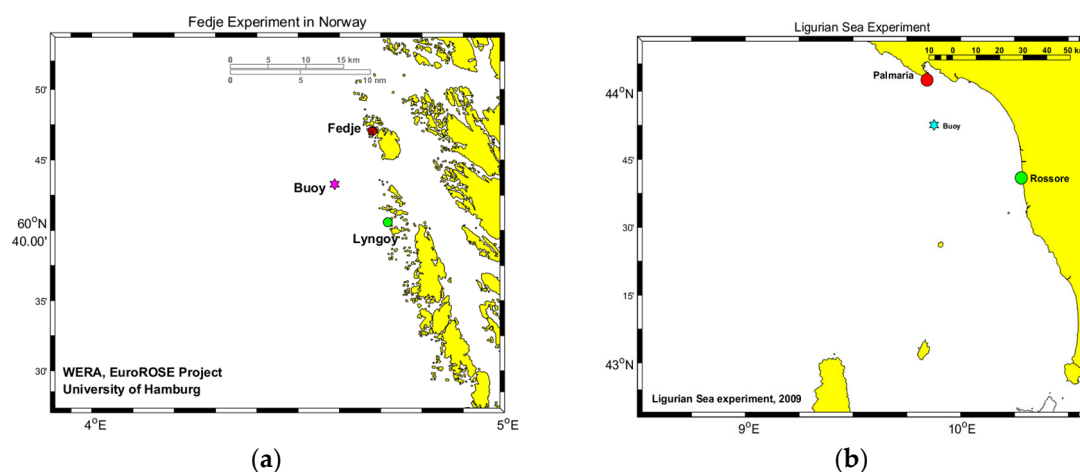 Fedje Experiment in Norway
0 5 10 15 km
0 5 10 nm
50'
Fedje
45'
Buoy
60°N
40.00'
Lyngoy
35'
30'
WERA, EuroROSE Project
University of Hamburg
4°E 5°E
(a)
Ligurian Sea Experiment
10 0 10 20 30 40 50 km
Palmaria
44°N
Buoy
45'
Rossore
30'
15'
43°N
Ligurian Sea experiment, 2009
9°E 10°E
(b)